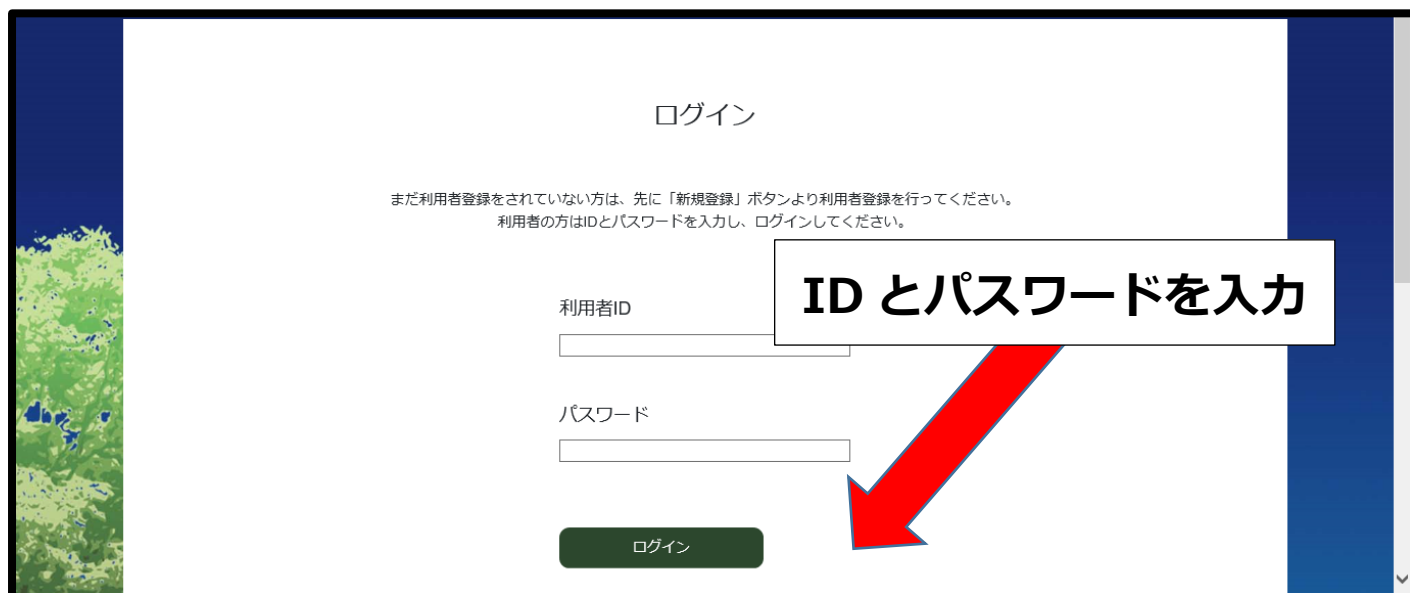 ログイン
まだ利用者登録をされていない方は、先に「新規登録」ボタンより利用者登録を行ってください。
利用者の方はIDとパスワードを入力し、ログインしてください。
ID とパスワードを入力
利用者ID
パスワード
ログイン